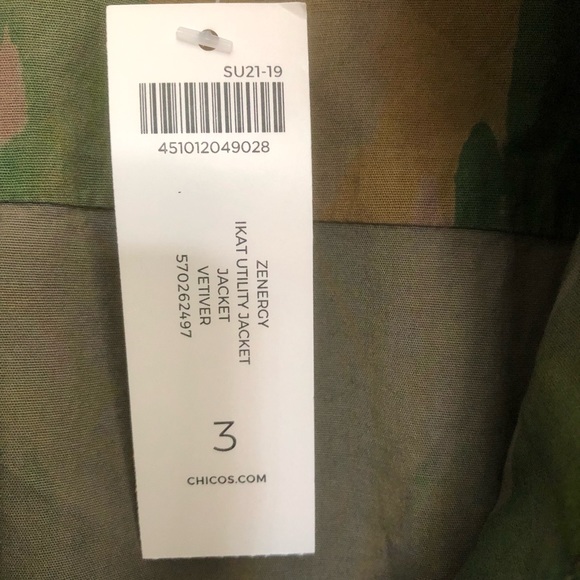 SU21-19
451012049028
ZENERGY
IKAT UTILITY JACKET
JACKET
VETIVER
570262497
3
CHICOS.COM